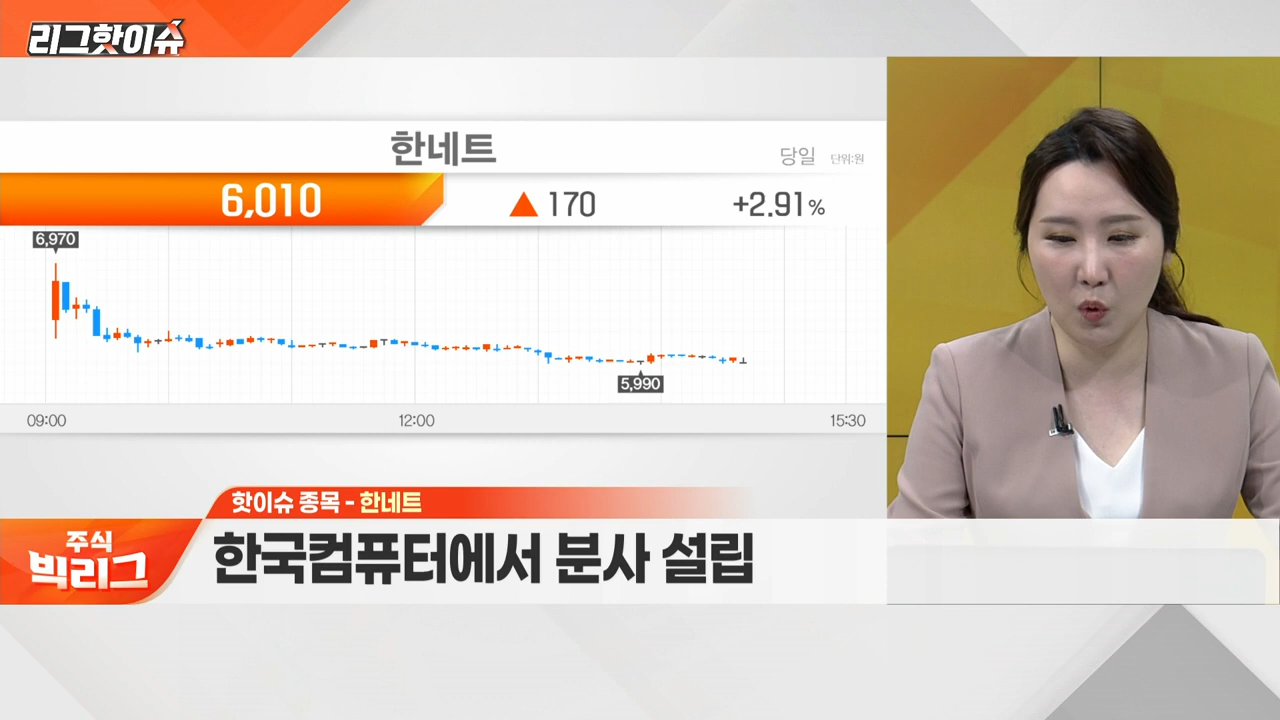 리그핫이슈
한네트
당일 단위:원
6,010 ▲ 170 +2.91%
6,970
5,990
09:00 12:00 15:30
핫이슈 종목 - 한네트
주식
빅리그
한국컴퓨터에서 분사 설립